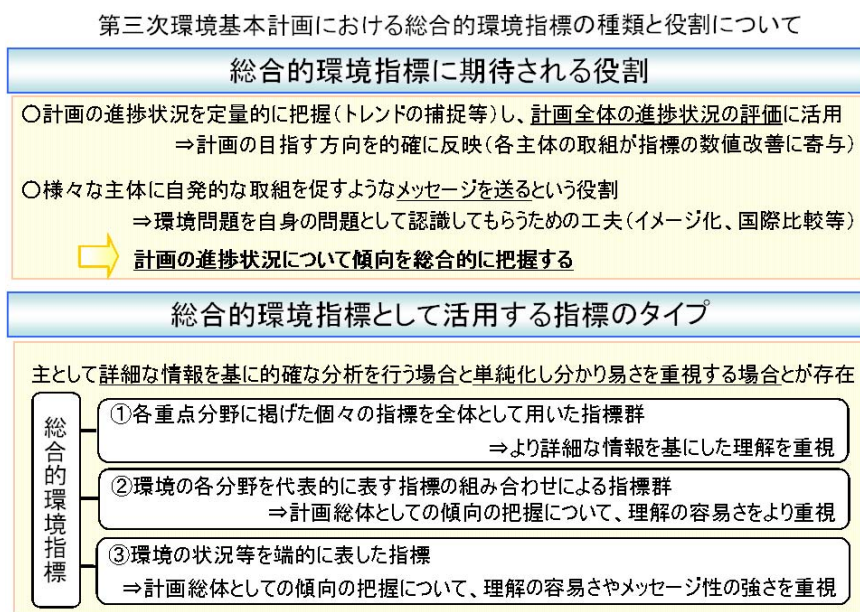 第三次環境基本計画における総合的環境指標の種類と役割について
総合的環境指標に期待される役割
○計画の進捗状況を定量的に把握(トレンドの捕捉等)し、計画全体の進捗状況の評価に活用
⇒計画の目指す方向を的確に反映(各主体の取組が指標の数値改善に寄与)
○様々な主体に自発的な取組を促すようなメッセージを送るという役割
⇒環境問題を自身の問題として認識してもらうための工夫(イメージ化、国際比較等)
計画の進捗状況について傾向を総合的に把握する
総合的環境指標として活用する指標のタイプ
主として詳細な情報を基に的確な分析を行う場合と単純化し分かり易さを重視する場合とが存在
総合的環境指標
①各重点分野に掲げた個々の指標を全体として用いた指標群
⇒より詳細な情報を基にした理解を重視
②環境の各分野を代表的に表す指標の組み合わせによる指標群
⇒計画総体としての傾向の把握について、理解の容易さをより重視
③環境の状況等を端的に表した指標
⇒計画総体としての傾向の把握について、理解の容易さやメッセージ性の強さを重視